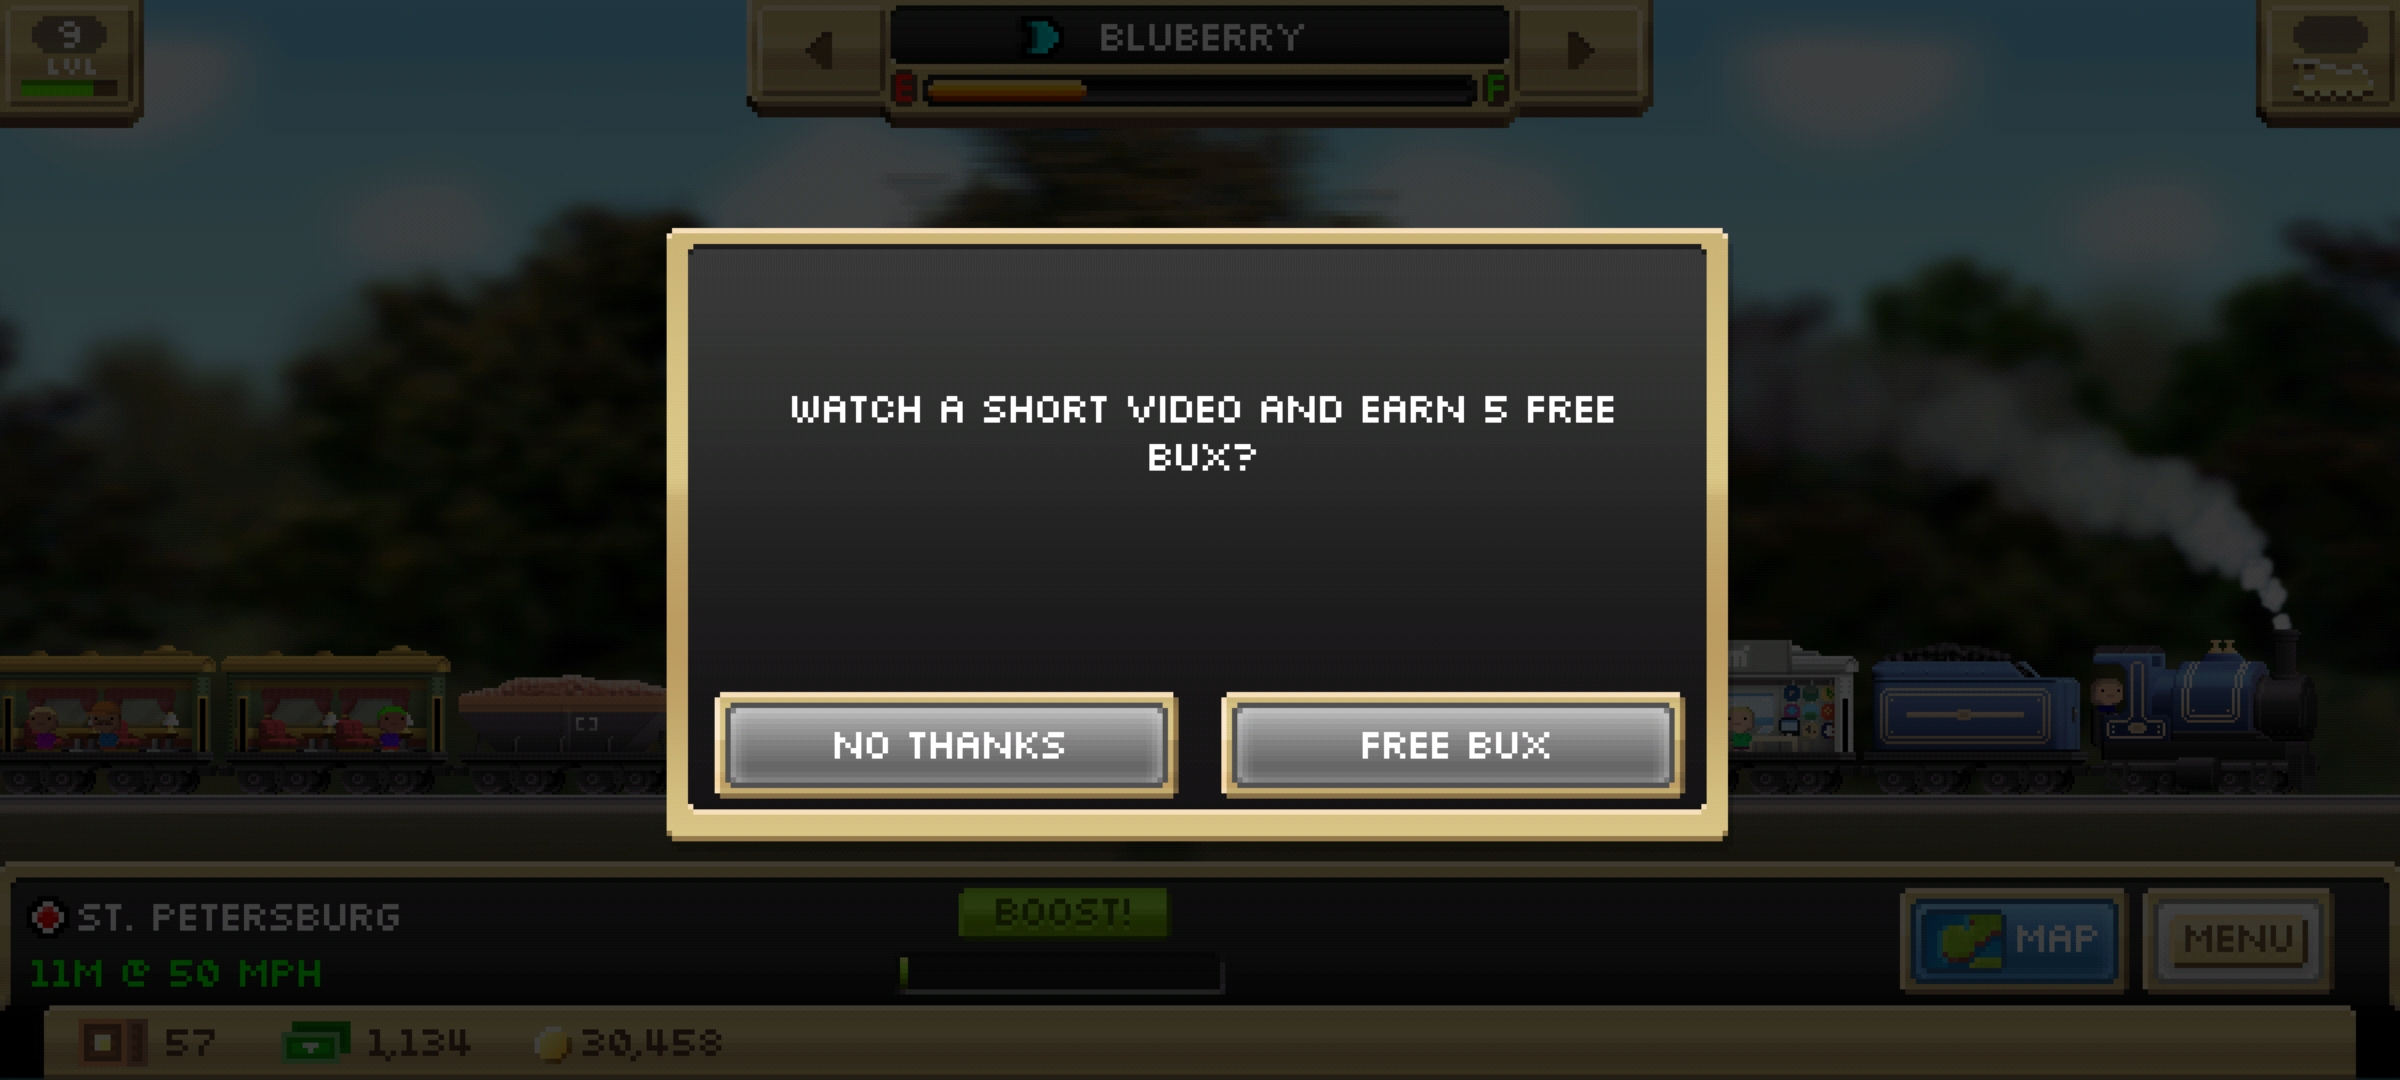 9
LVL
BLUBERRY
E
F
WATCH A SHORT VIDEO AND EARN 5 FREE
BUX?
NO THANKS
FREE BUX
ST. PETERSBURG
11M @ 50 MPH
BOOST!
MAP
MENU
57
1,134
30,458